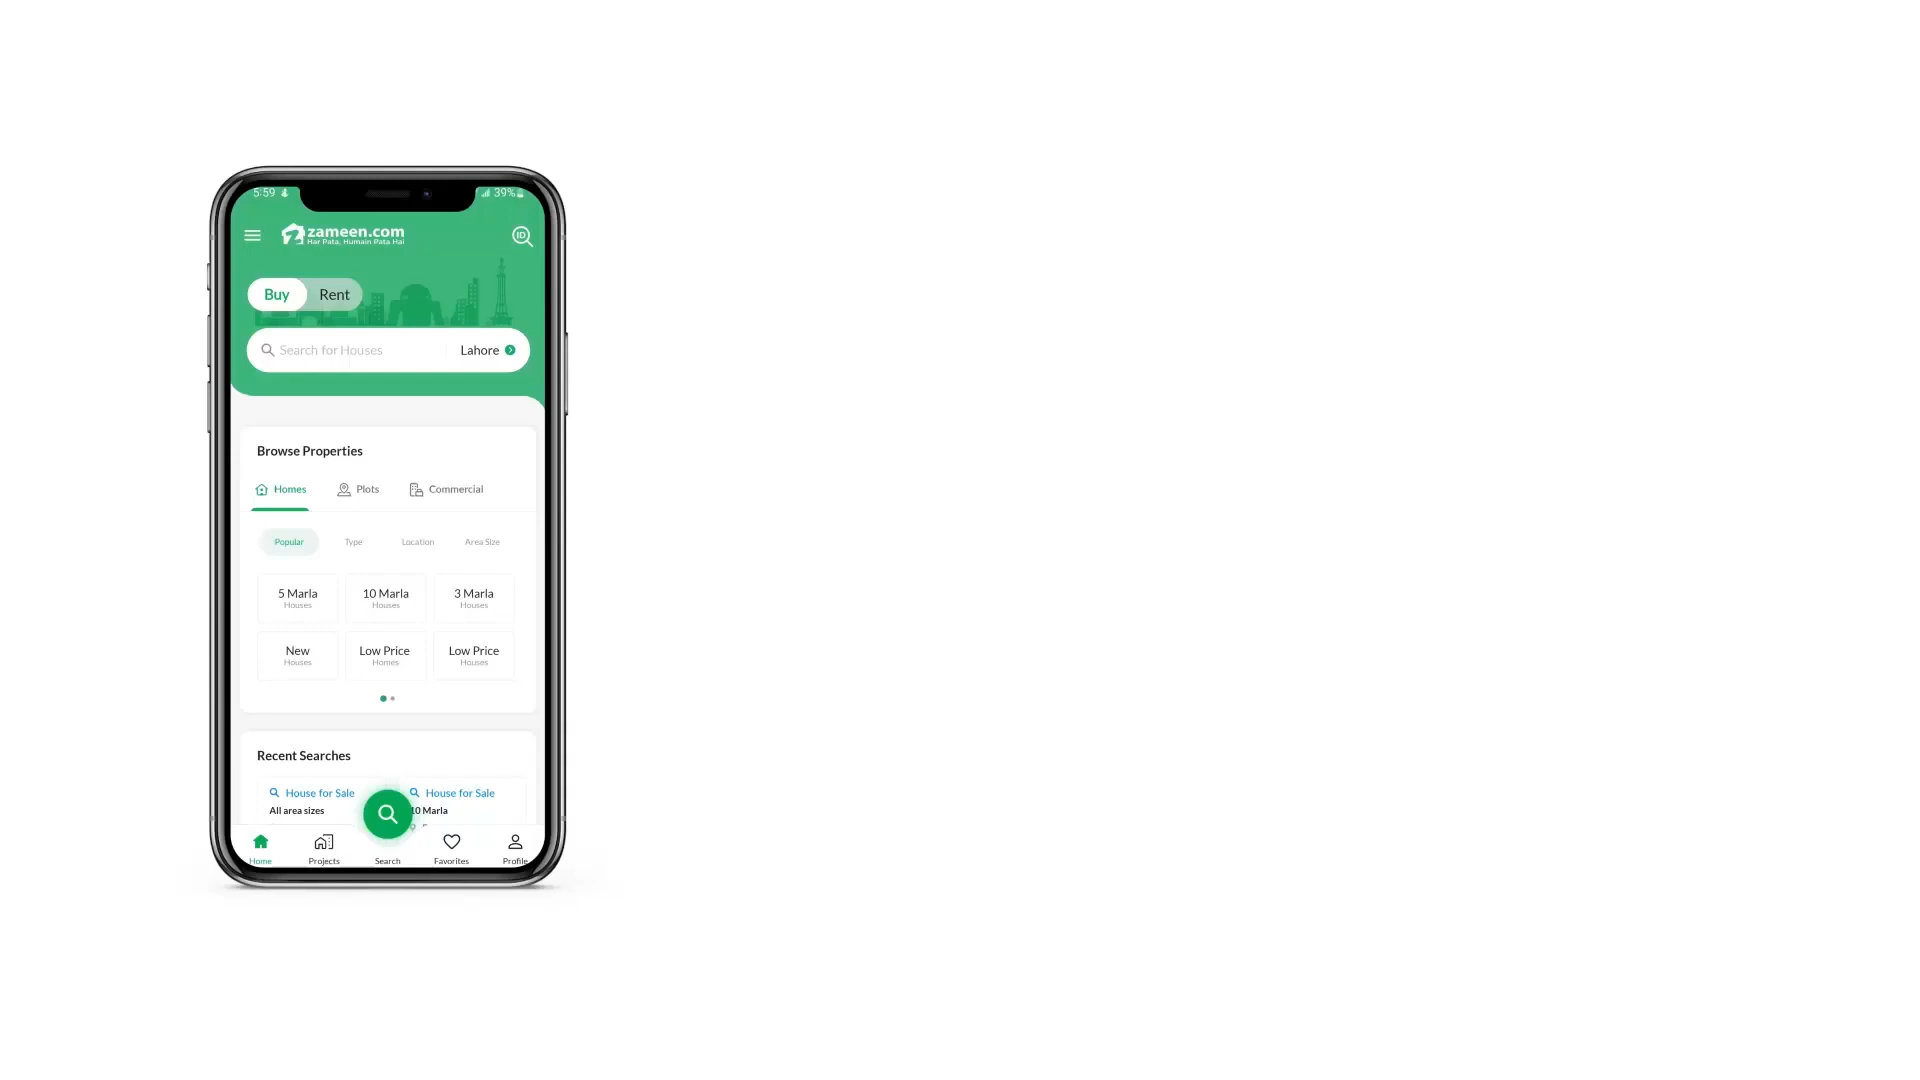 5:59 39%
zameen.com
Har Pata, Humain Pata Hai
ID
Buy Rent
Search for Houses Lahore
Browse Properties
Homes Plots Commercial
Popular Type Location Area Size
5 Marla 10 Marla 3 Marla
Houses Houses Houses
New Low Price Low Price
Houses Homes Houses
Recent Searches
House for Sale House for Sale
All area sizes 10 Marla
Home Projects Search Favorites Profile